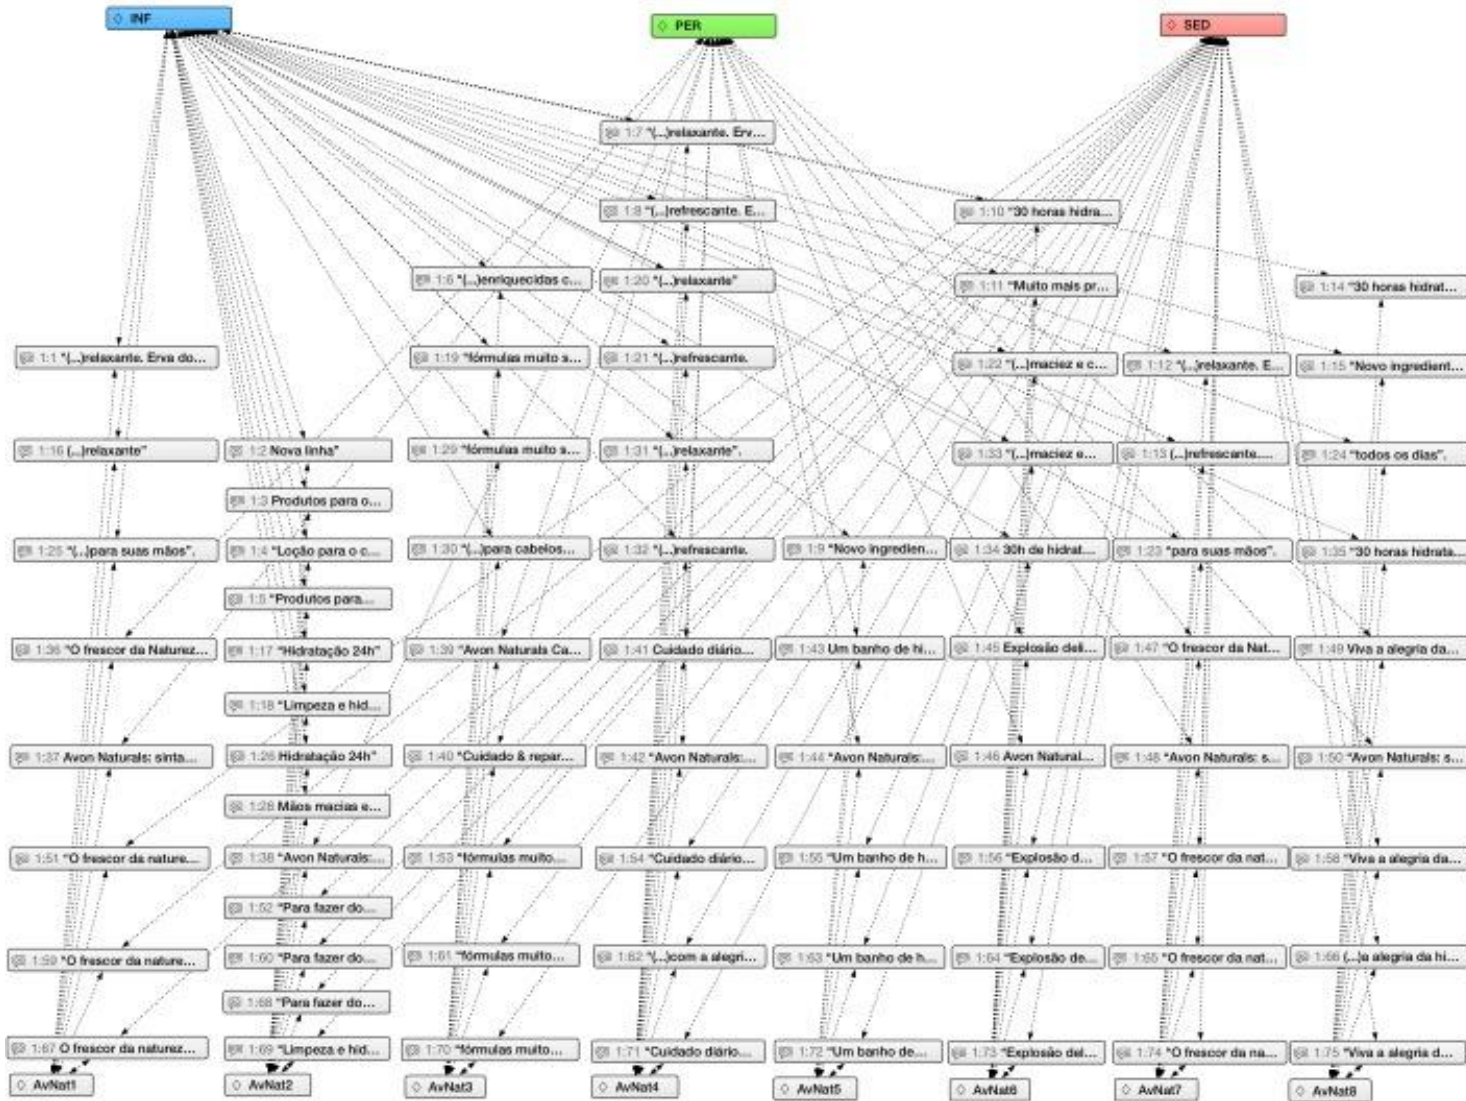 INF
PER
SED
1:7 "(...)relaxante. Erv...
1:8 "(...)refrescante. E...
1:10 "30 horas hidra...
1:6 "(...)enriquecidas c...
1:20 "(...)relaxante"
1:11 "Muito mais pr...
1:14 "30 horas hidrat...
1:1 "(...)relaxante. Erva do...
1:19 "fórmulas muito s...
1:21 "(...)refrescante.
1:22 "(...)maciez e c...
1:12 "(...)relaxante. E...
1:15 "Novo ingredient...
1:16 (...)relaxante"
1:2 Nova linha"
1:29 "fórmulas muito s...
1:31 "(...)relaxante".
1:33 "(...)maciez e...
1:13 (...)refrescante....
1:24 "todos os dias".
1:3 Produtos para o...
1:25 "(...)para suas mãos".
1:4 "Loção para o c...
1:30 "(...)para cabelos...
1:32 "(...)refrescante.
1:9 "Novo ingredien...
1:34 30h de hidrat...
1:23 "para suas mãos".
1:35 "30 horas hidrata...
1:5 "Produtos para...
1:36 "O frescor da Naturez...
1:17 "Hidratação 24h"
1:39 "Avon Naturals Ca...
1:41 Cuidado diário...
1:43 Um banho de hi...
1:45 Explosão deli...
1:47 "O frescor da Nat...
1:49 Viva a alegria da...
1:18 "Limpeza e hid...
1:37 Avon Naturals: sinta...
1:26 Hidratação 24h"
1:40 "Cuidado & repar...
1:42 "Avon Naturals:...
1:44 "Avon Naturals:...
1:46 Avon Natural...
1:48 "Avon Naturals: s...
1:50 "Avon Naturals: s...
1:28 Mãos macias e...
1:51 "O frescor da nature...
1:38 "Avon Naturals:...
1:53 "fórmulas muito...
1:54 "Cuidado diário...
1:55 "Um banho de h...
1:56 "Explosão d...
1:57 "O frescor da nat...
1:58 "Viva a alegria da...
1:52 "Para fazer do...
1:59 "O frescor da nature...
1:60 "Para fazer do...
1:61 "fórmulas muito...
1:62 "(...)com a alegri...
1:63 "Um banho de h...
1:64 "Explosão de...
1:65 "O frescor da nat...
1:66 (...)a alegria da hi...
1:68 "Para fazer do...
1:67 O frescor da naturez...
1:69 "Limpeza e hid...
1:70 "fórmulas muito...
1:71 "Cuidado diário...
1:72 "Um banho de...
1:73 "Explosão del...
1:74 "O frescor da na...
1:75 "Viva a alegria d...
AvNat1
AvNat2
AvNat3
AvNat4
AvNat5
AvNat6
AvNat7
AvNat8